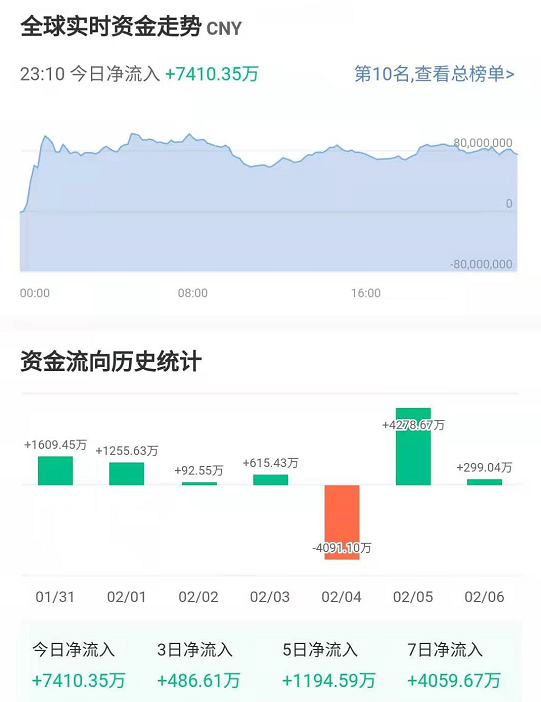 全球实时资金走势 CNY
23:10 今日净流入 +7410.35万 第10名,查看总榜单>
80,000,000
0
-80,000,000
00:00 08:00 16:00
资金流向历史统计
+1609.45万 +1255.63万 +92.55万 +615.43万 -4091.10万 +4278.67万 +299.04万
01/31 02/01 02/02 02/03 02/04 02/05 02/06
今日净流入 3日净流入 5日净流入 7日净流入
+7410.35万 +486.61万 +1194.59万 +4059.67万